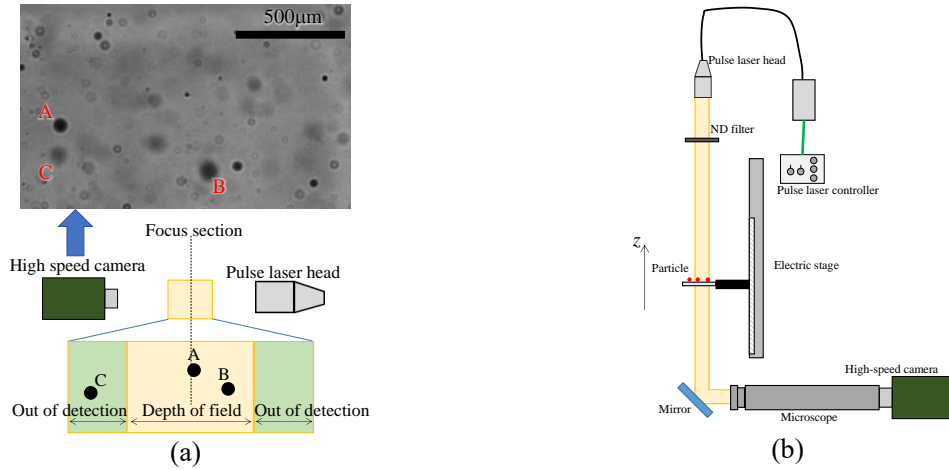 500μm
A
C
B
Focus section
High speed camera
Pulse laser head
A
B
C
Out of detection
Depth of field
Out of detection
(a)
Pulse laser head
ND filter
Pulse laser controller
z
Particle
Electric stage
High-speed camera
Mirror
Microscope
(b)